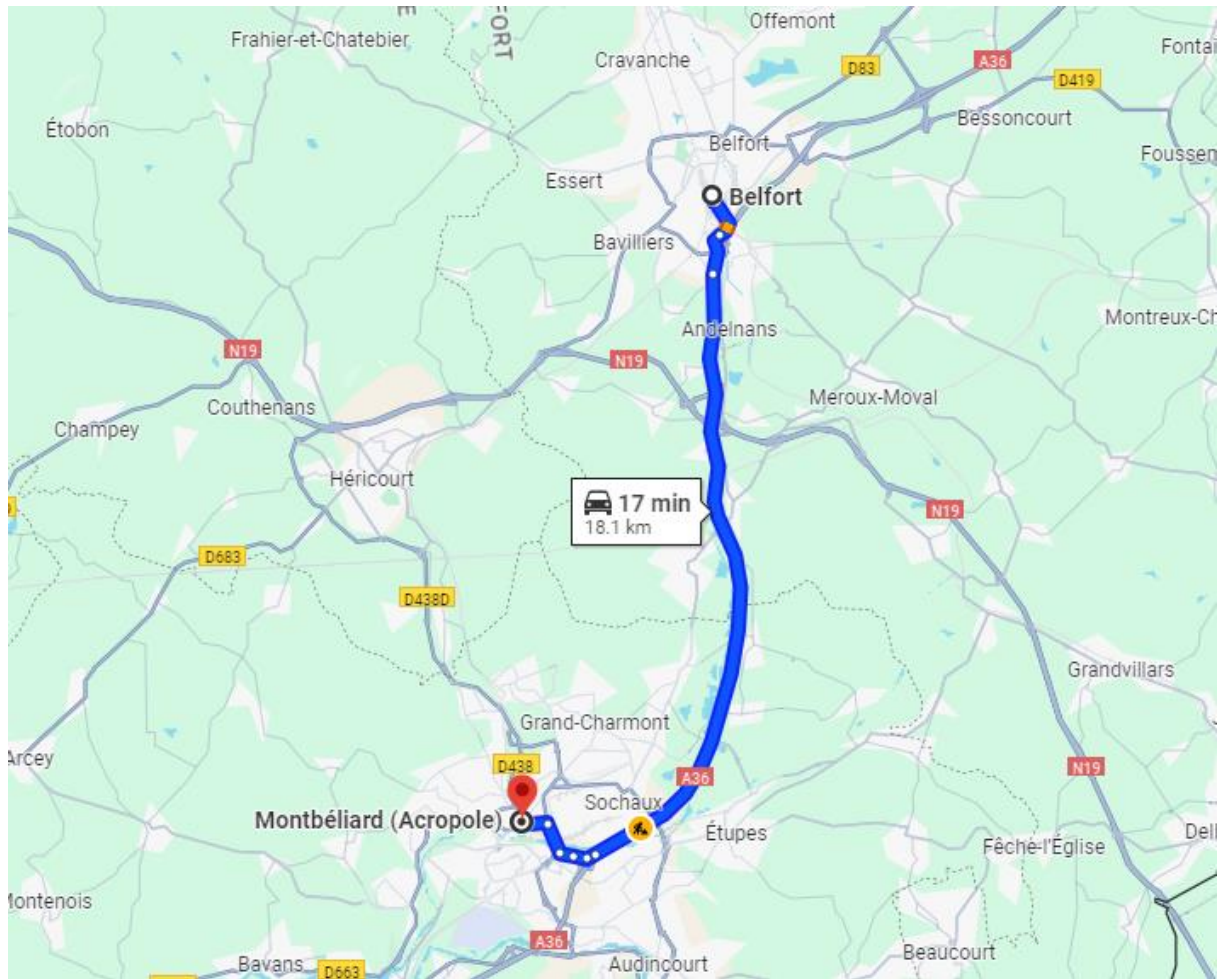 Offemont
Frahier-et-Chatebier
FORT
E
Cravanche
Fontai
A36
D83
D419
Bessoncourt
Étobon
Belfort
Foussem
Essert
Belfort
Bavilliers
Montreux-Ch
Andelnans
N19
N19
Meroux-Moval
Couthenans
Champey
Héricourt
17 min
18.1 km
N19
D683
D438D
Grandvillars
Grand-Charmont
Arcey
D438
A36
N19
Sochaux
Montbéliard (Acropole)
Étupes
Fêche-l'Église
Dell
Montenois
A36
Beaucourt
Bavans
D663
Audincourt